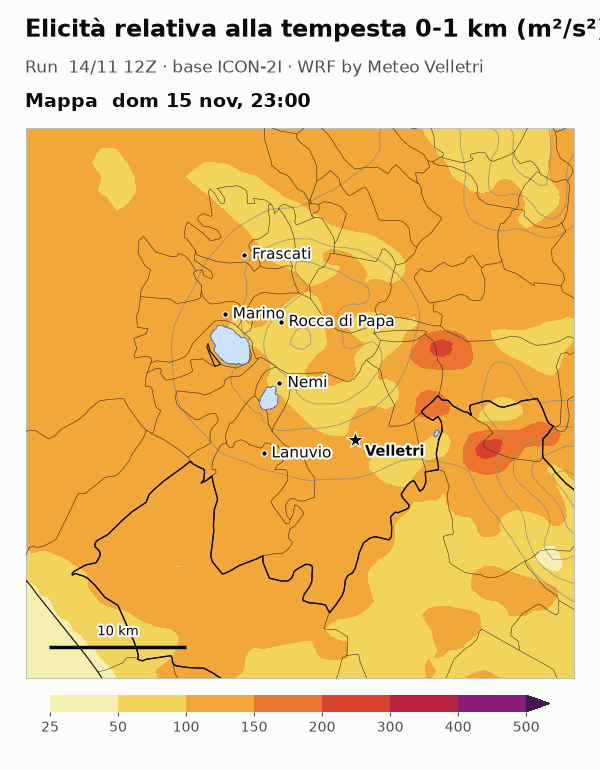 Elicità relativa alla tempesta 0-1 km (m²/s²)
Run  14/11 12Z · base ICON-2I · WRF by Meteo Velletri
Mappa  dom 15 nov, 23:00
Frascati
Marino
Rocca di Papa
Nemi
Velletri
Lanuvio
10 km
25 50 100 150 200 300 400 500